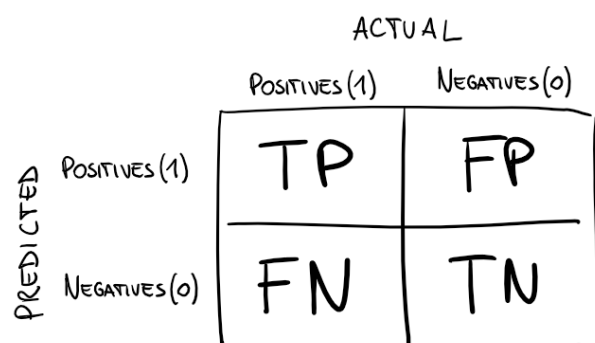 ACTUAL
POSITIVES(1) NEGATIVES(0)
PREDICTED
POSITIVES(1) TP FP
NEGATIVES(0) FN TN